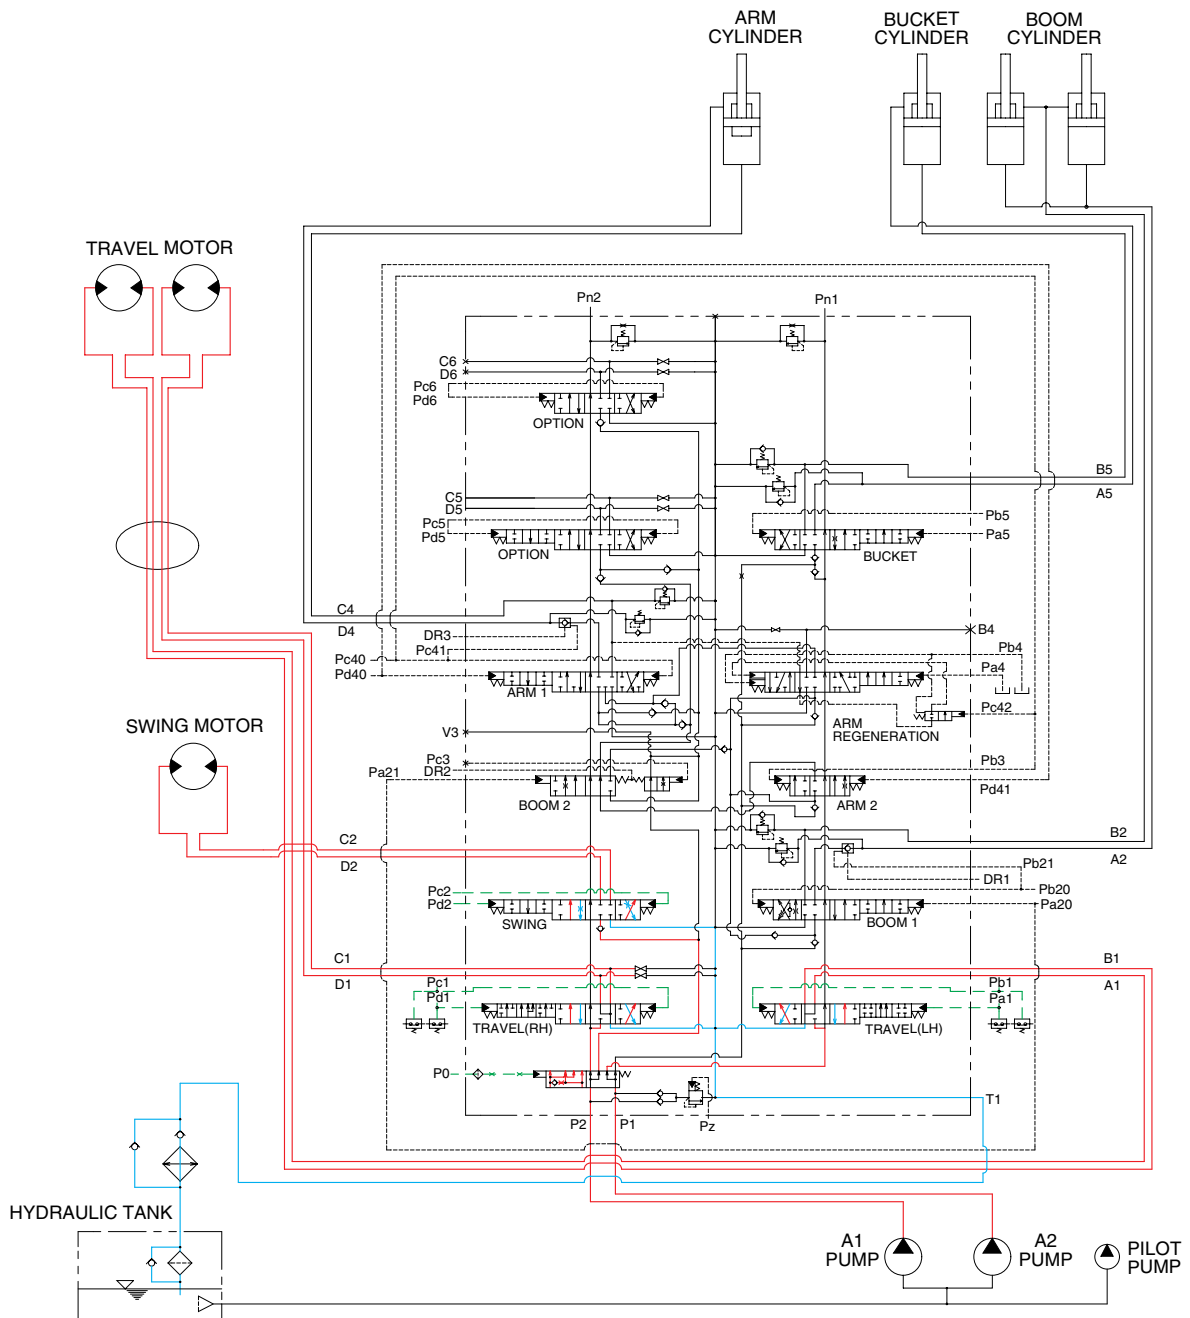 ARM
CYLINDER
BUCKET
CYLINDER
BOOM
CYLINDER
TRAVEL MOTOR
Pn2
Pn1
C6
D6
Pc6
Pd6
OPTION
B5
A5
C5
D5
Pc5
Pd5
OPTION
Pb5
Pa5
BUCKET
C4
D4
DR3
Pc41
Pc40
Pd40
ARM 1
B4
Pb4
Pa4
Pc42
ARM
REGENERATION
SWING MOTOR
V3
Pc3
DR2
Pa21
BOOM 2
Pb3
Pd41
ARM 2
C2
D2
B2
A2
Pb21
DR1
Pc2
Pd2
SWING
Pb20
Pa20
BOOM 1
C1
D1
B1
A1
Pc1
Pd1
TRAVEL(RH)
Pb1
Pa1
TRAVEL(LH)
P0
P2
P1
Pz
T1
HYDRAULIC TANK
A1
PUMP
A2
PUMP
PILOT
PUMP